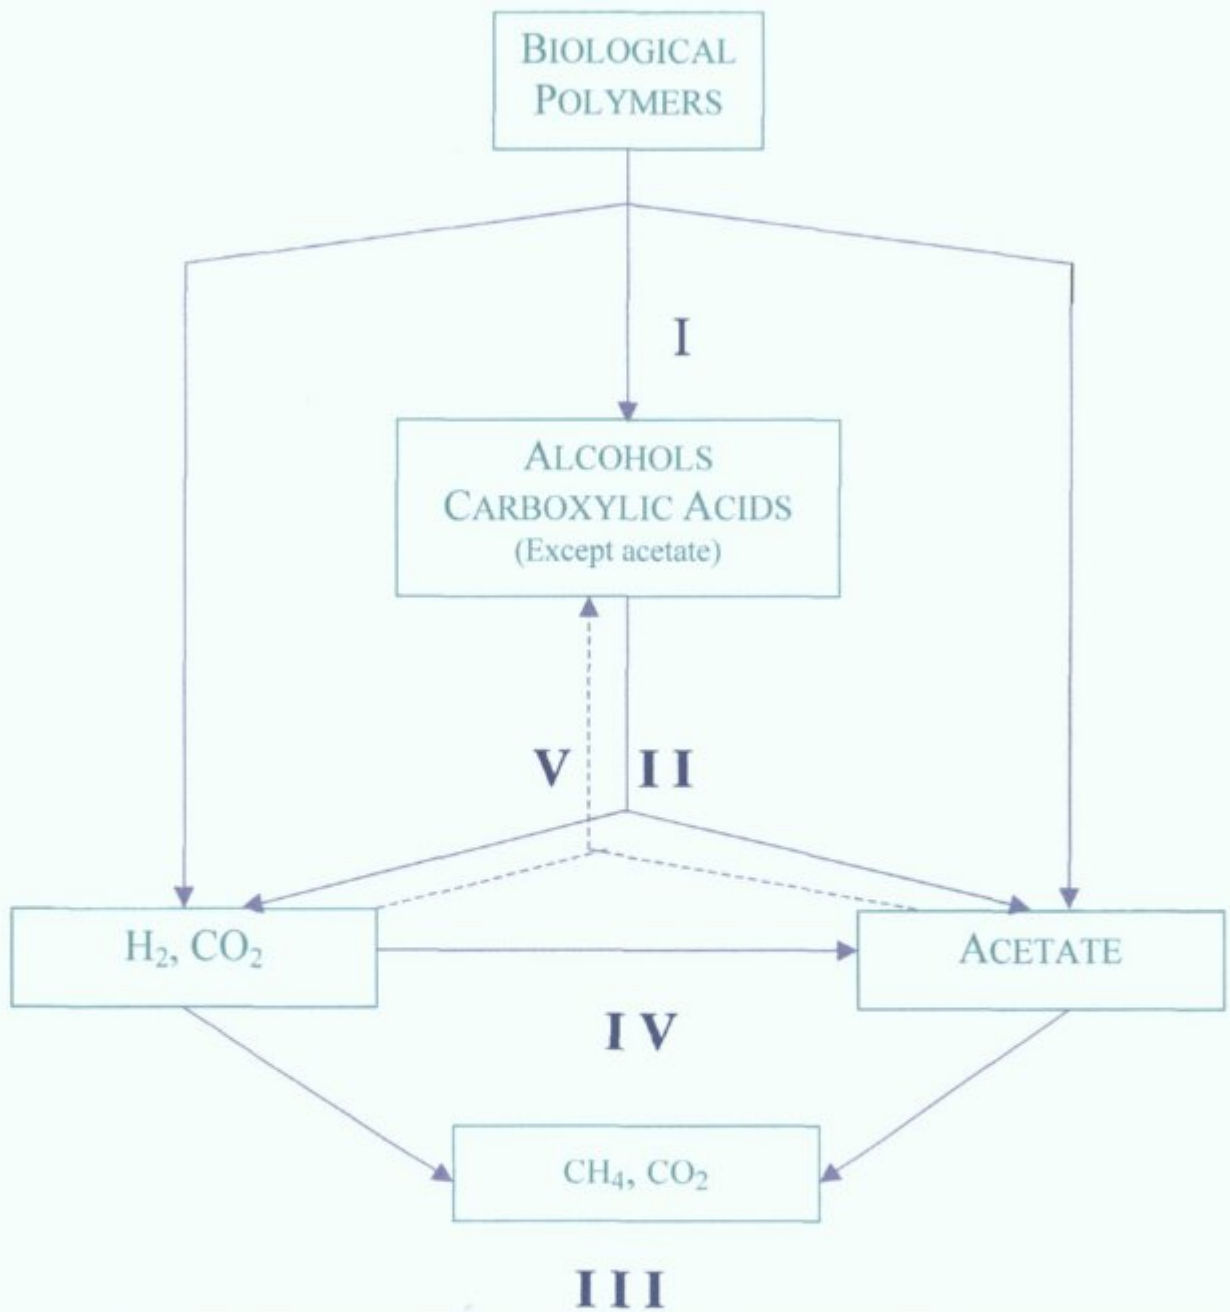 BIOLOGICAL
POLYMERS
I
ALCOHOLS
CARBOXYLIC ACIDS
(Except acetate)
V
II
H₂, CO₂
ACETATE
IV
CH₄, CO₂
III